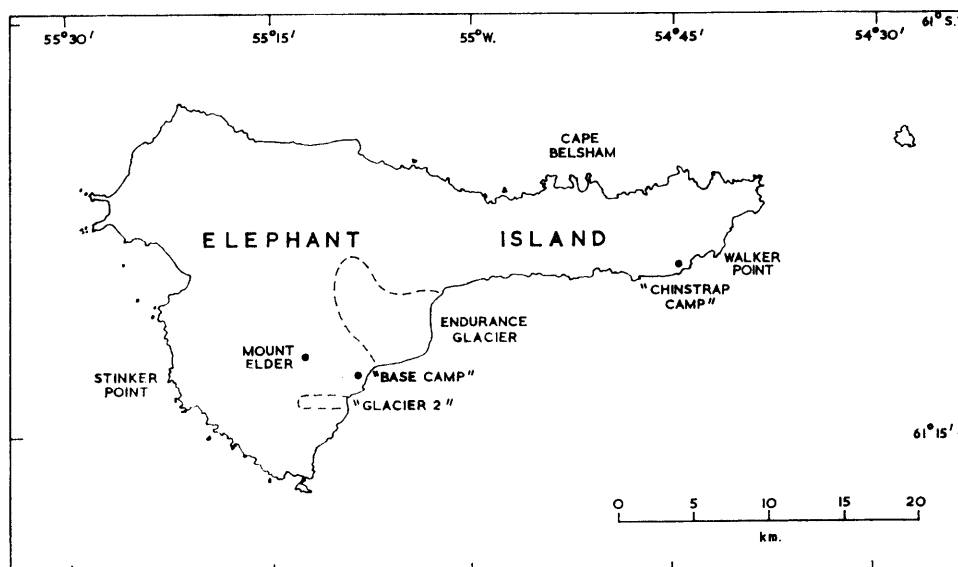 55°30'
55°15'
55°W.
54°45'
54°30'
61°S.
CAPE
BELSHAM
ELEPHANT ISLAND
WALKER
POINT
"CHINSTRAP
CAMP"
ENDURANCE
GLACIER
MOUNT
ELDER
"BASE CAMP"
STINKER
POINT
"GLACIER 2"
61°15'
0 5 10 15 20
km.